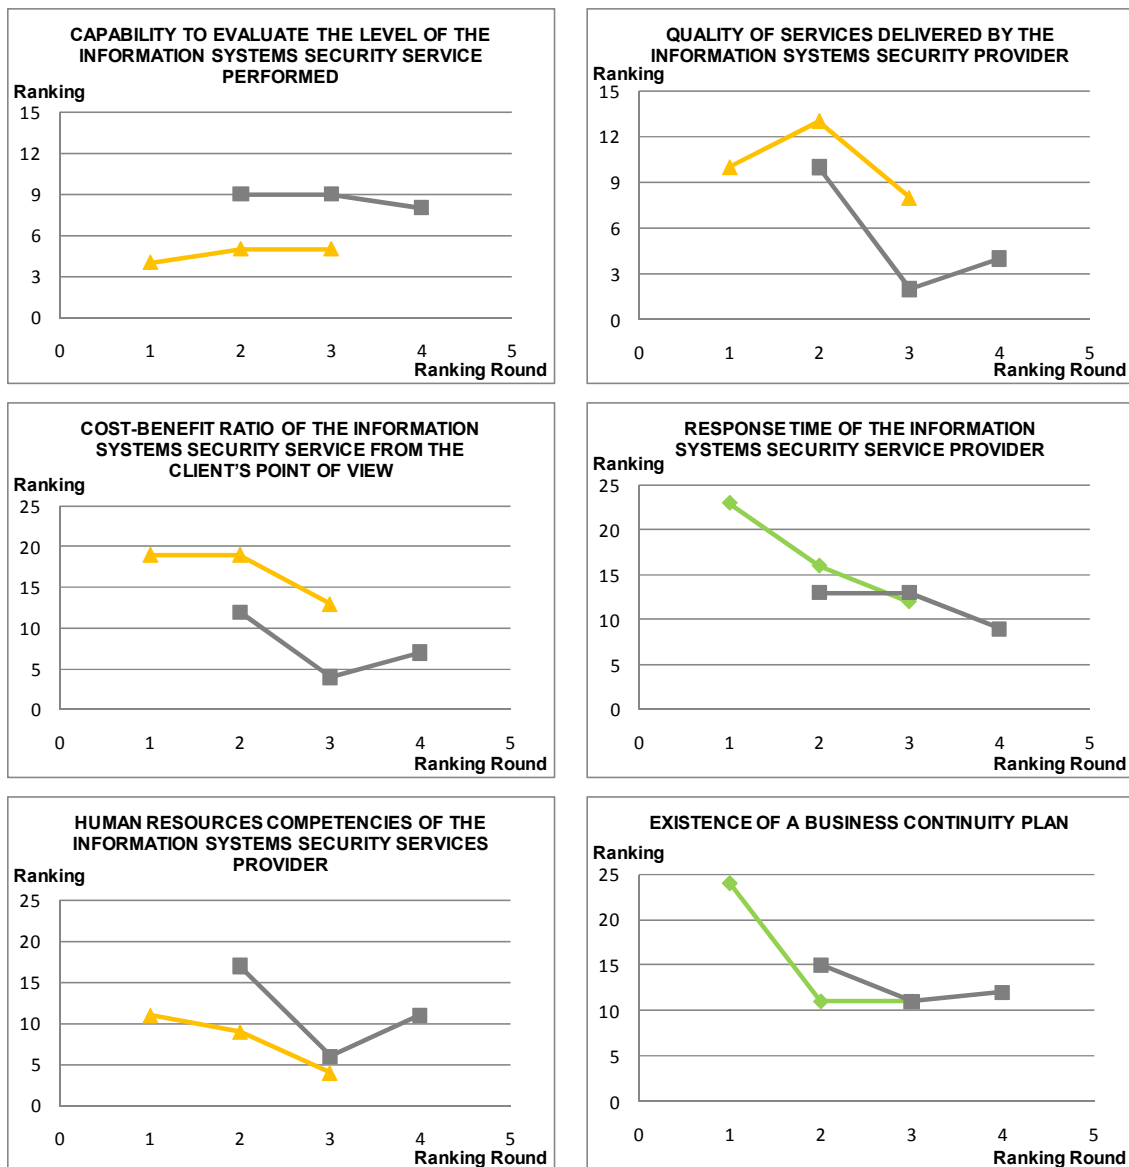 CAPABILITY TO EVALUATE THE LEVEL OF THE
INFORMATION SYSTEMS SECURITY SERVICE
PERFORMED
Ranking
15
12
9
6
3
0
0 1 2 3 4 5
Ranking Round
QUALITY OF SERVICES DELIVERED BY THE
INFORMATION SYSTEMS SECURITY PROVIDER
Ranking
15
12
9
6
3
0
0 1 2 3 4 5
Ranking Round
COST-BENEFIT RATIO OF THE INFORMATION
SYSTEMS SECURITY SERVICE FROM THE
CLIENT'S POINT OF VIEW
Ranking
25
20
15
10
5
0
0 1 2 3 4 5
Ranking Round
RESPONSE TIME OF THE INFORMATION
SYSTEMS SECURITY SERVICE PROVIDER
Ranking
25
20
15
10
5
0
0 1 2 3 4 5
Ranking Round
HUMAN RESOURCES COMPETENCIES OF THE
INFORMATION SYSTEMS SECURITY SERVICES
PROVIDER
Ranking
25
20
15
10
5
0
0 1 2 3 4 5
Ranking Round
EXISTENCE OF A BUSINESS CONTINUITY PLAN
Ranking
25
20
15
10
5
0
0 1 2 3 4 5
Ranking Round